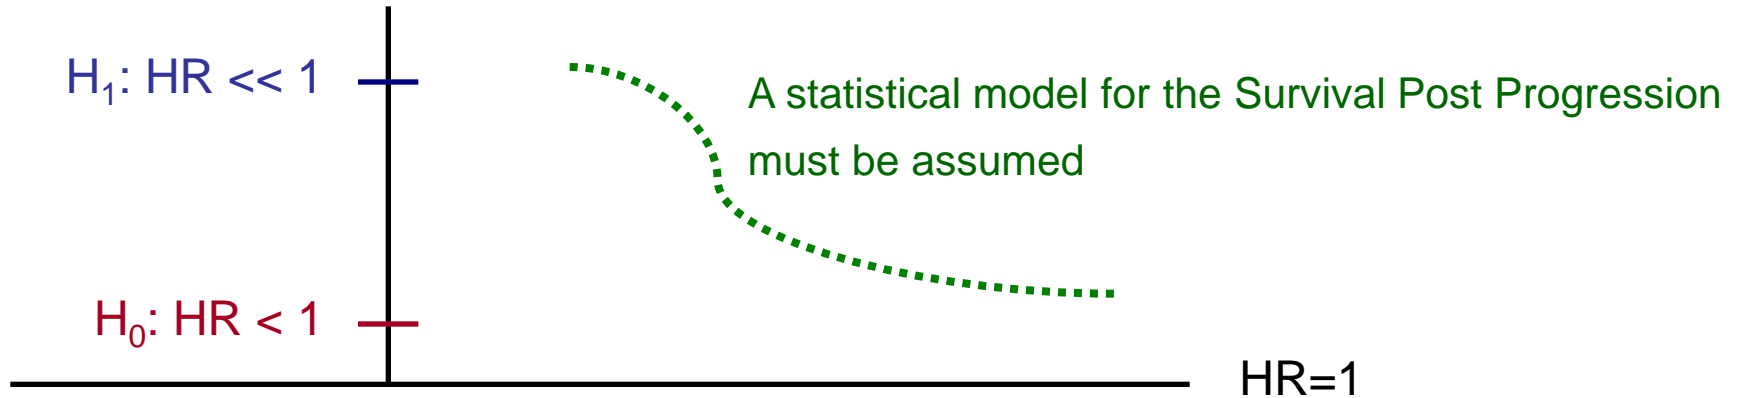 H₁: HR << 1
A statistical model for the Survival Post Progression
must be assumed
H₀: HR < 1
HR=1